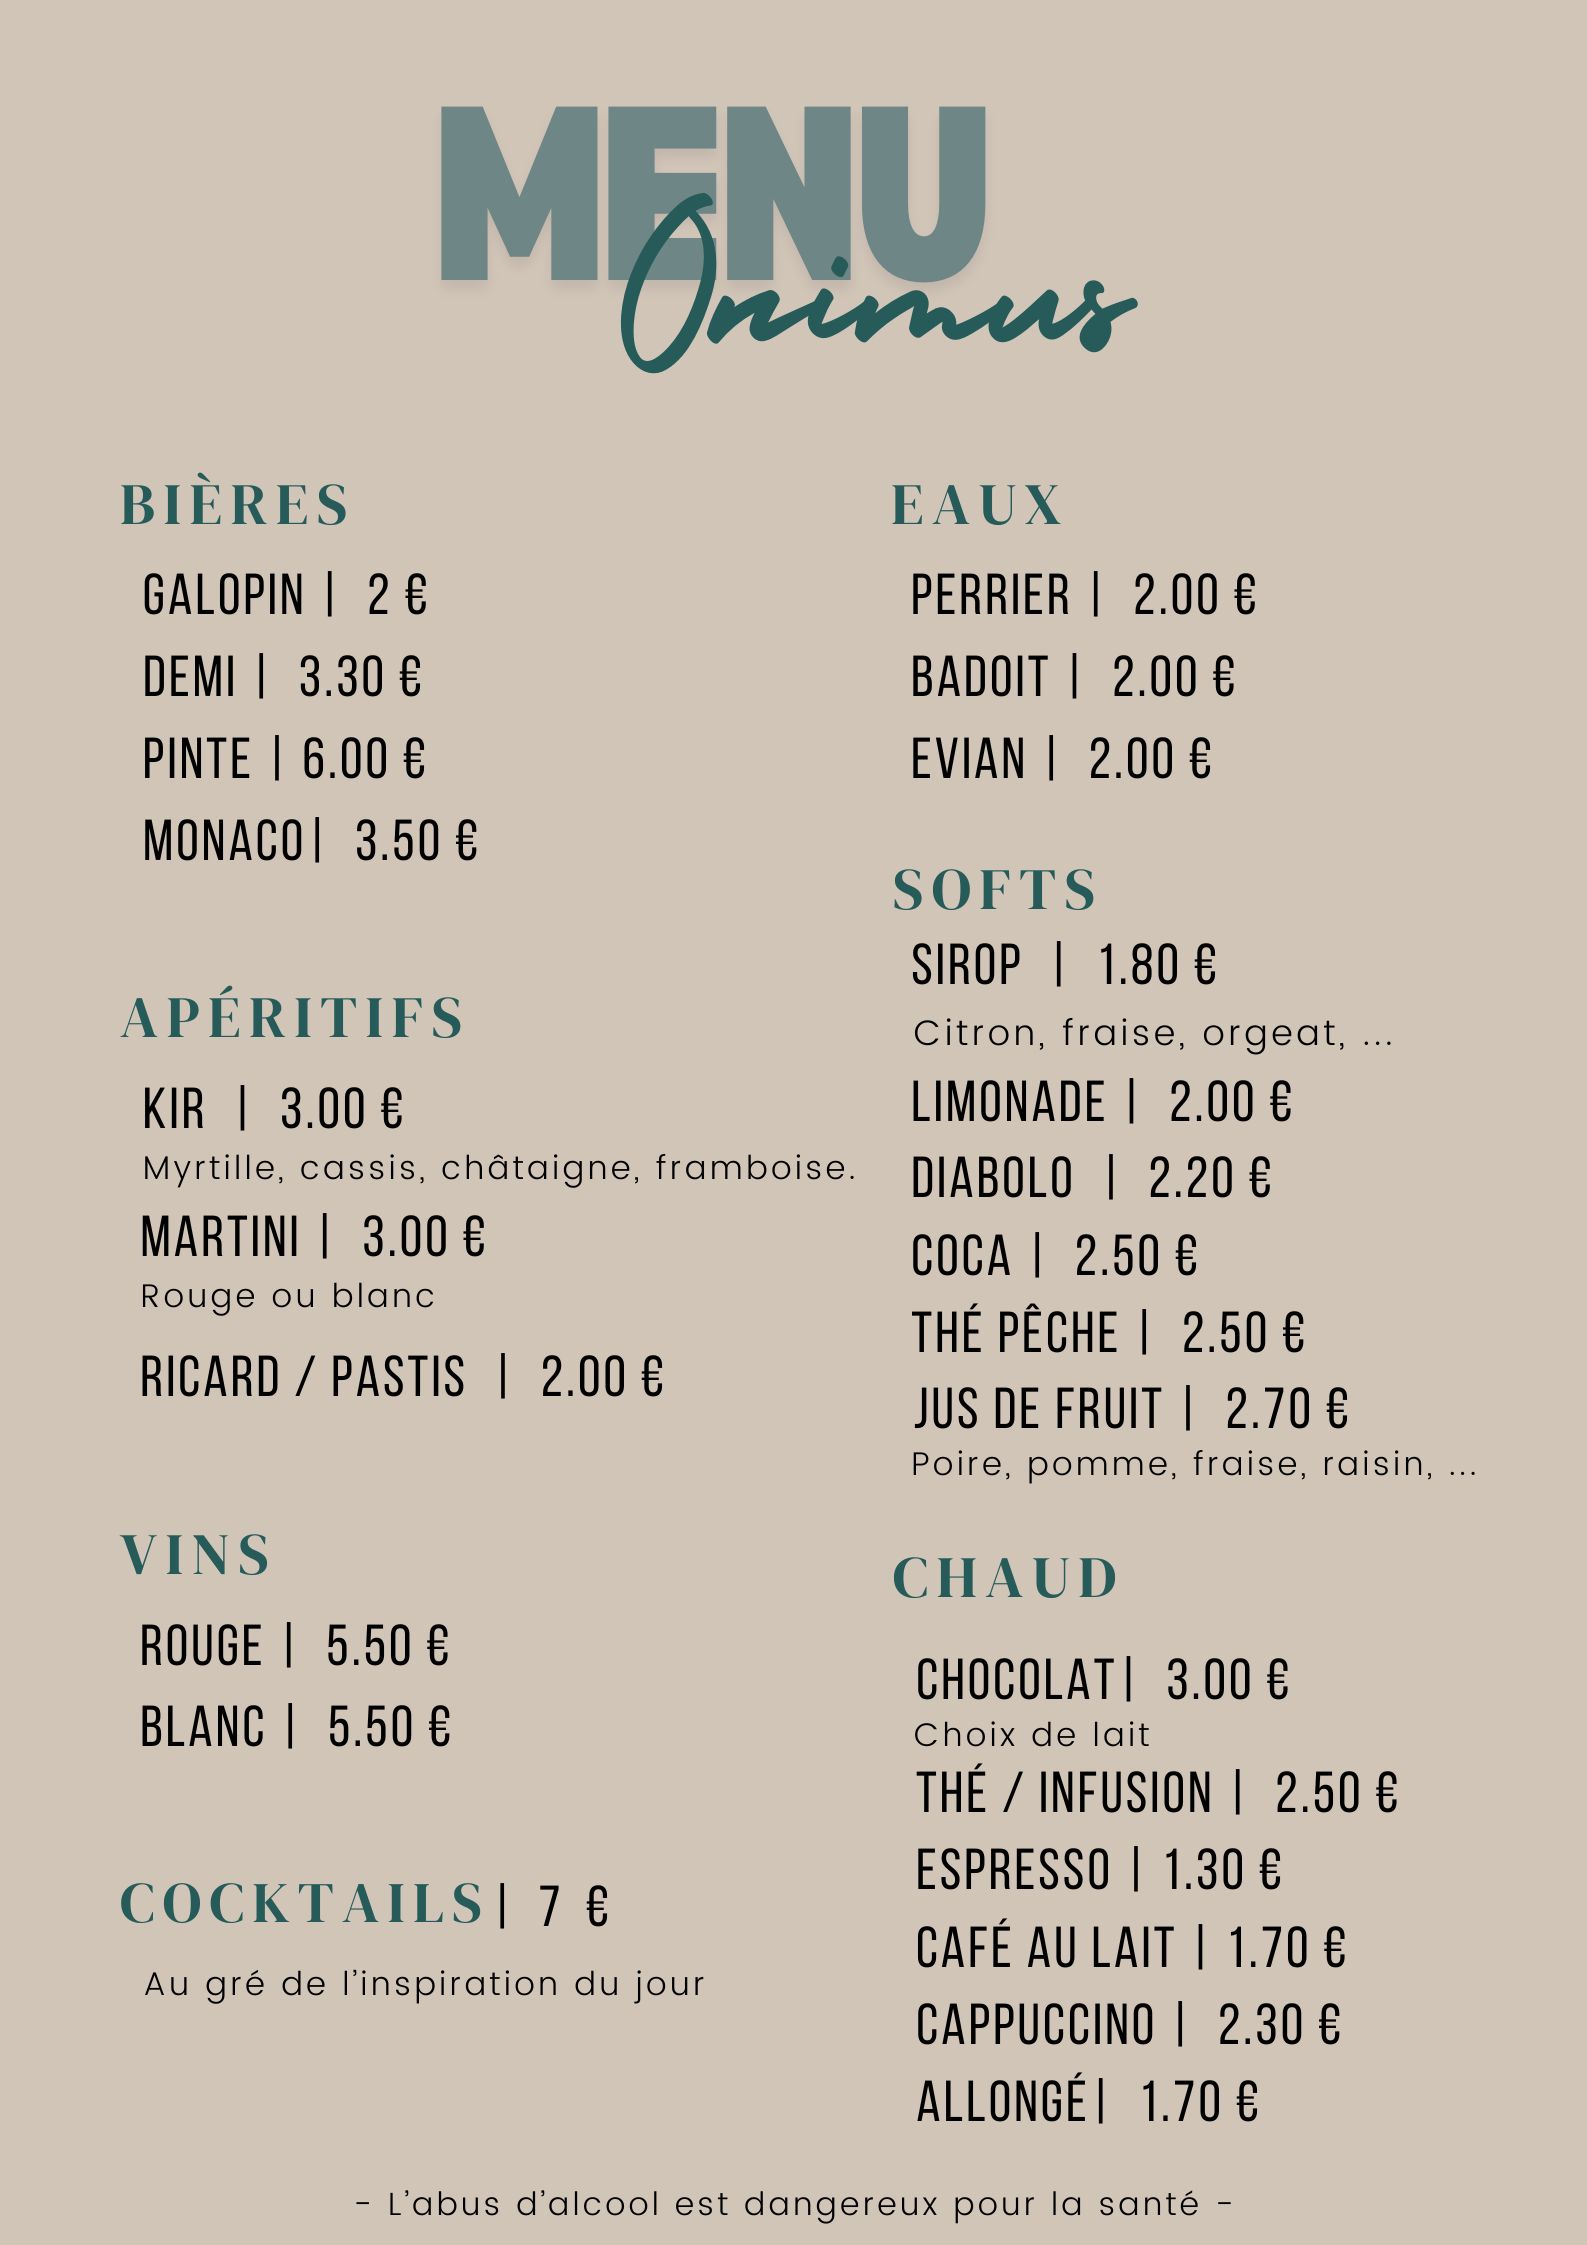 MENU
Onimus
BIÈRES
GALOPIN | 2 €
DEMI | 3.30 €
PINTE | 6.00 €
MONACO| 3.50 €
APÉRITIFS
KIR | 3.00 €
Myrtille, cassis, châtaigne, framboise.
MARTINI | 3.00 €
Rouge ou blanc
RICARD / PASTIS | 2.00 €
VINS
ROUGE | 5.50 €
BLANC | 5.50 €
COCKTAILS| 7 €
Au gré de l'inspiration du jour
EAUX
PERRIER | 2.00 €
BADOIT | 2.00 €
EVIAN | 2.00 €
SOFTS
SIROP | 1.80 €
Citron, fraise, orgeat, ...
LIMONADE | 2.00 €
DIABOLO | 2.20 €
COCA | 2.50 €
THÉ PÊCHE | 2.50 €
JUS DE FRUIT | 2.70 €
Poire, pomme, fraise, raisin, ...
CHAUD
CHOCOLAT| 3.00 €
Choix de lait
THÉ / INFUSION | 2.50 €
ESPRESSO | 1.30 €
CAFÉ AU LAIT | 1.70 €
CAPPUCCINO | 2.30 €
ALLONGÉ| 1.70 €
- L'abus d'alcool est dangereux pour la santé -